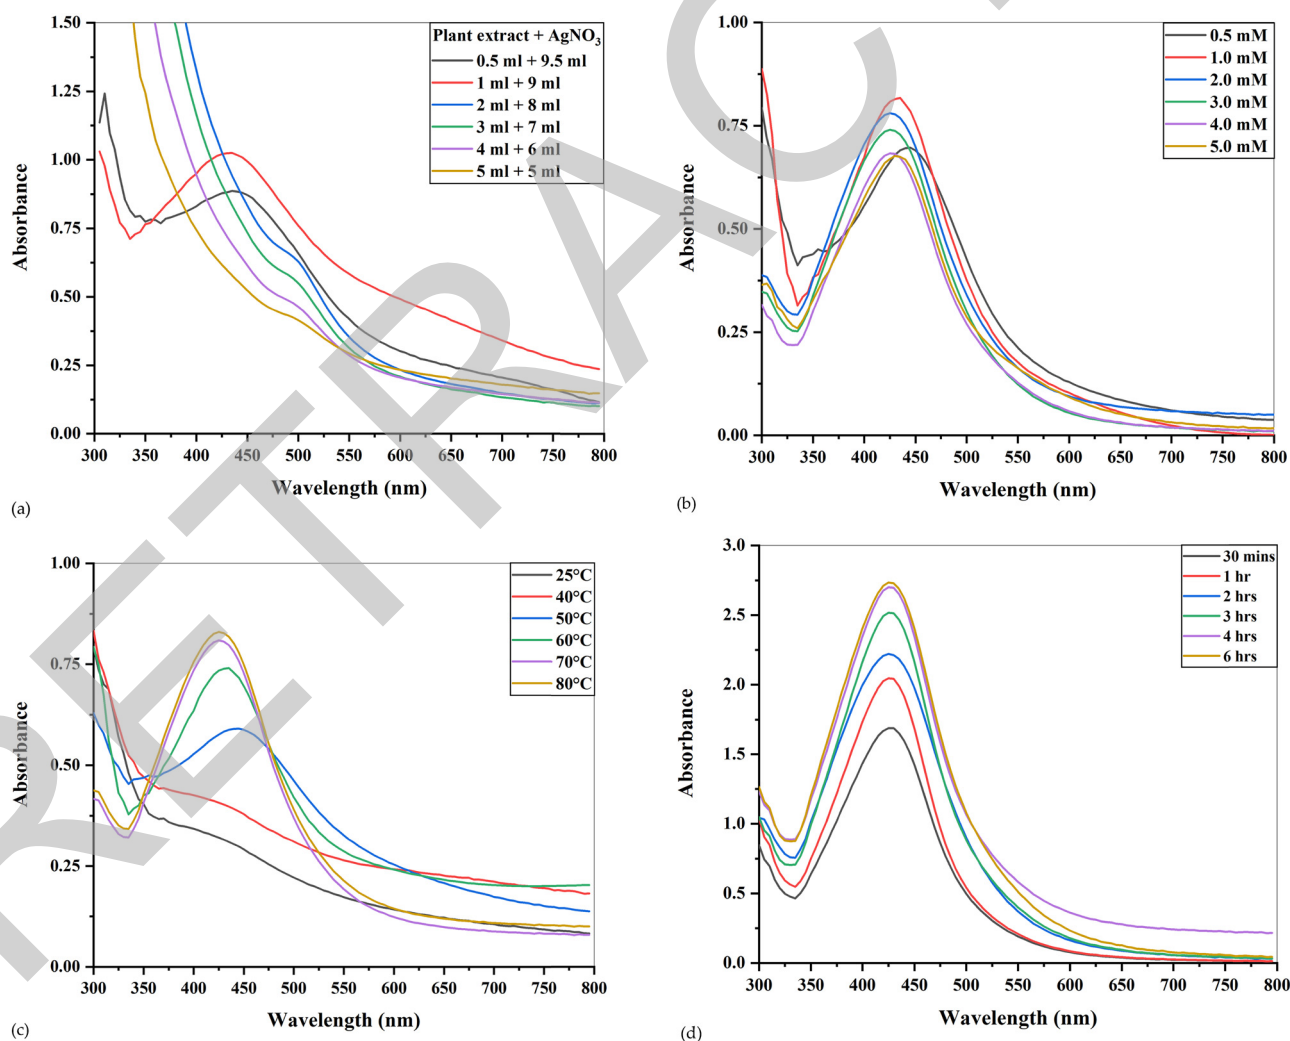 RETRAC
1.50
1.25
1.00
0.75
0.50
0.25
0.00
Absorbance
300 350 400 450 500 550 600 650 700 750 800
Wavelength (nm)
Plant extract + AgNO₃
0.5 ml + 9.5 ml
1 ml + 9 ml
2 ml + 8 ml
3 ml + 7 ml
4 ml + 6 ml
5 ml + 5 ml
(a)
1.00
0.75
0.50
0.25
0.00
Absorbance
300 350 400 450 500 550 600 650 700 750 800
Wavelength (nm)
0.5 mM
1.0 mM
2.0 mM
3.0 mM
4.0 mM
5.0 mM
(b)
1.00
0.75
0.50
0.25
0.00
Absorbance
300 350 400 450 500 550 600 650 700 750 800
Wavelength (nm)
25°C
40°C
50°C
60°C
70°C
80°C
(c)
3.0
2.5
2.0
1.5
1.0
0.5
0.0
Absorbance
300 350 400 450 500 550 600 650 700 750 800
Wavelength (nm)
30 mins
1 hr
2 hrs
3 hrs
4 hrs
6 hrs
(d)